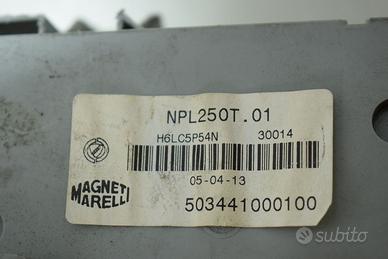 NPL250T.01
H6LC5P54N 30014
05-04-13
MAGNETI
MARELLI
503441000100
subito